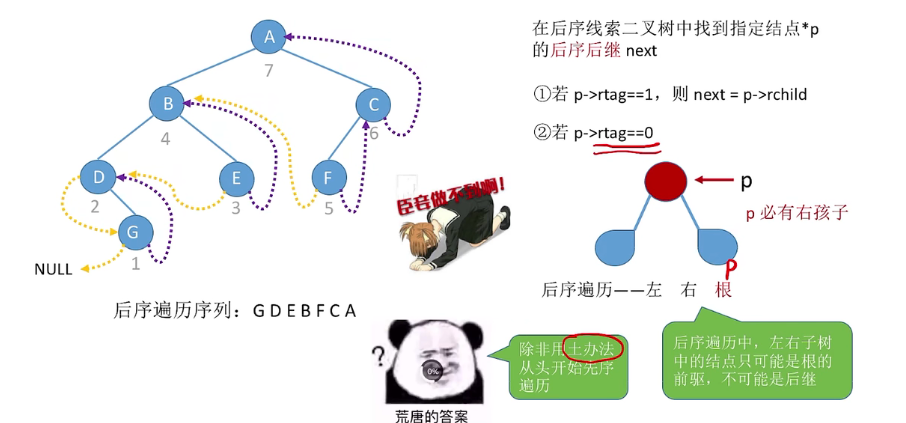 A
7
B
4
C
6
D
2
E
3
F
5
G
1
NULL
后序遍历序列：G D E B F C A
在后序线索二叉树中找到指定结点*p
的后序后继 next
①若 p->rtag==1，则 next = p->rchild
②若 p->rtag==0
p
p 必有右孩子
P
后序遍历——左 右 根
臣妾做不到啊！
？
0%
荒唐的答案
除非用土办法
从头开始先序
遍历
后序遍历中，左右子树
中的结点只可能是根的
前驱，不可能是后继